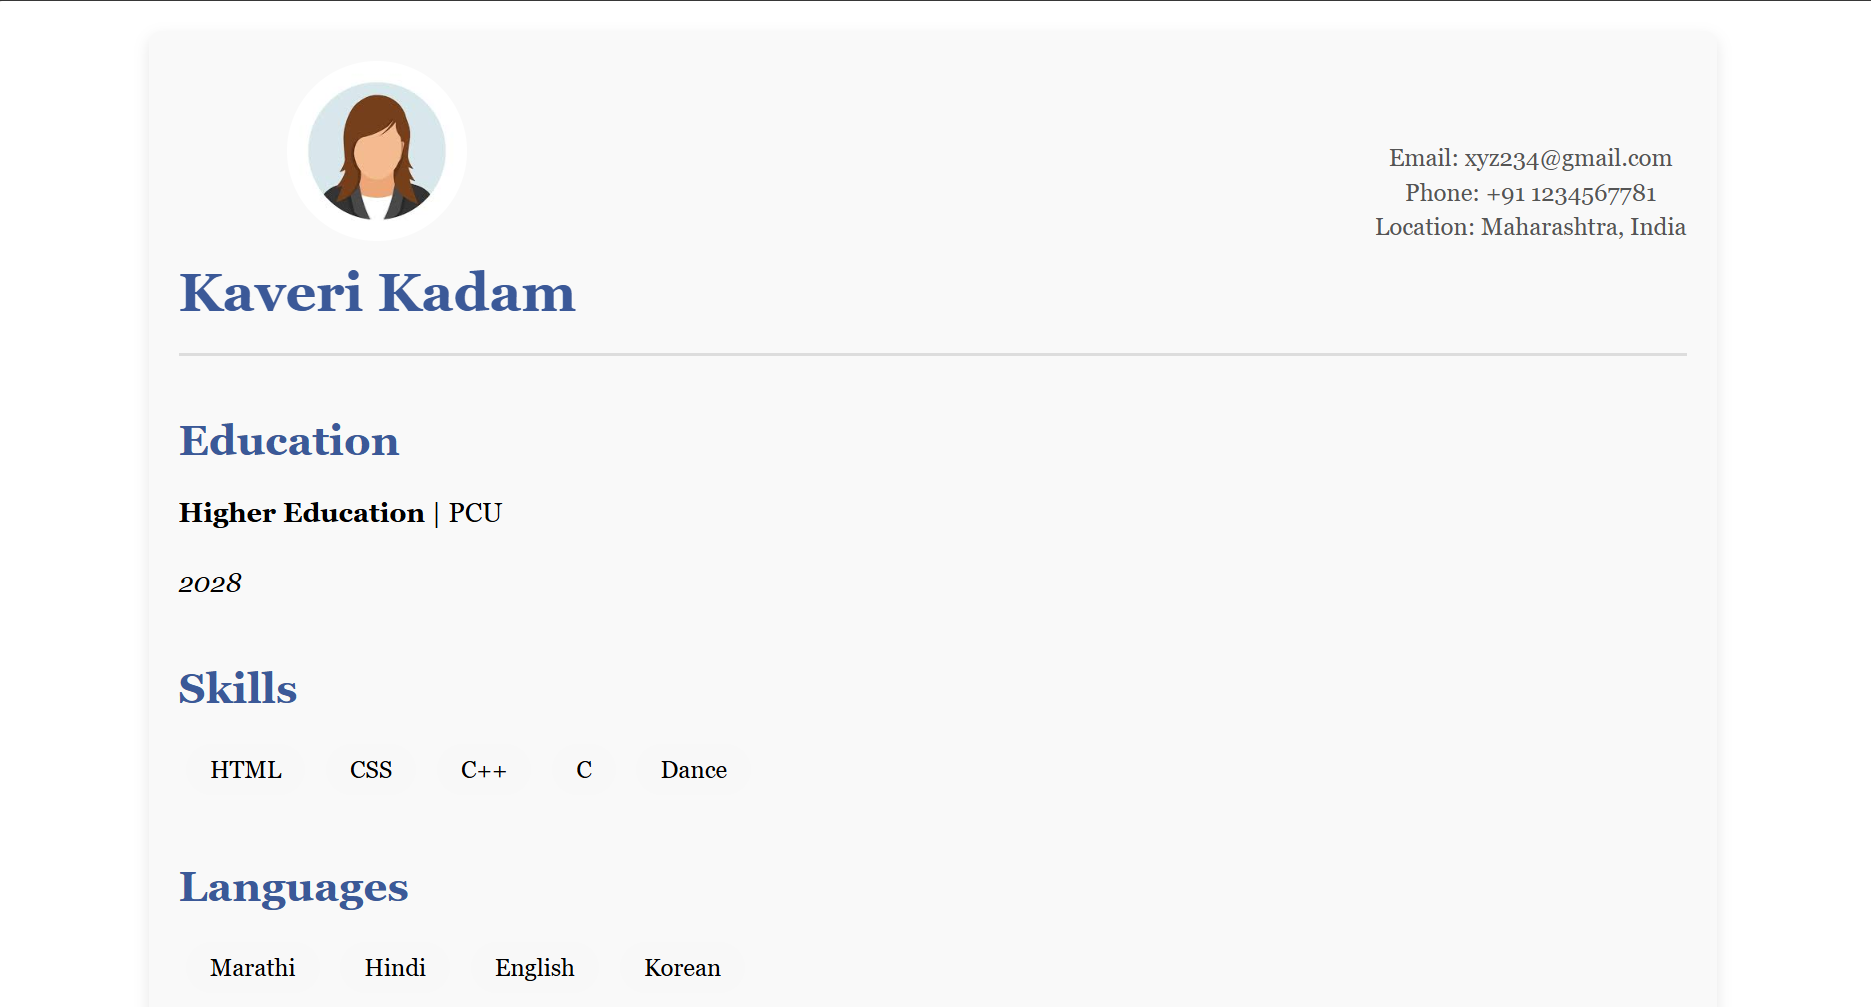 Email: xyz234@gmail.com
Phone: +91 1234567781
Location: Maharashtra, India
Kaveri Kadam
Education
Higher Education | PCU
2028
Skills
HTML CSS C++ C Dance
Languages
Marathi Hindi English Korean